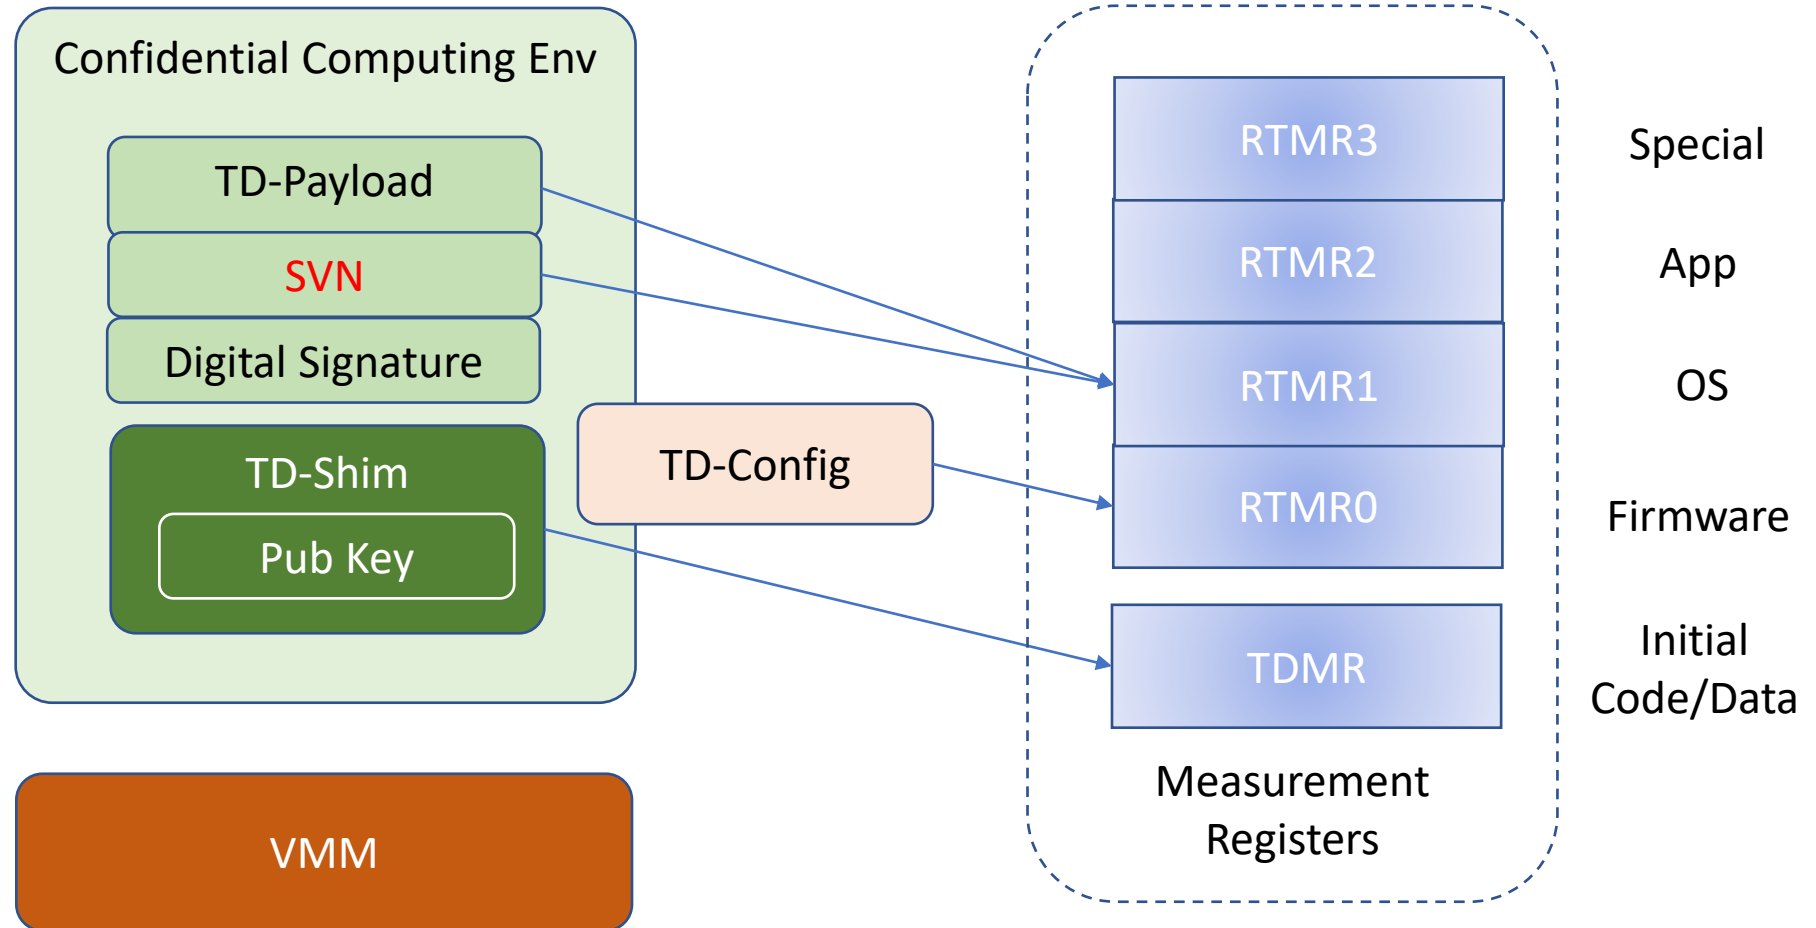 Confidential Computing Env
TD-Payload
SVN
Digital Signature
TD-Shim
Pub Key
TD-Config
VMM
RTMR3
Special
RTMR2
App
RTMR1
OS
RTMR0
Firmware
TDMR
Initial
Code/Data
Measurement
Registers